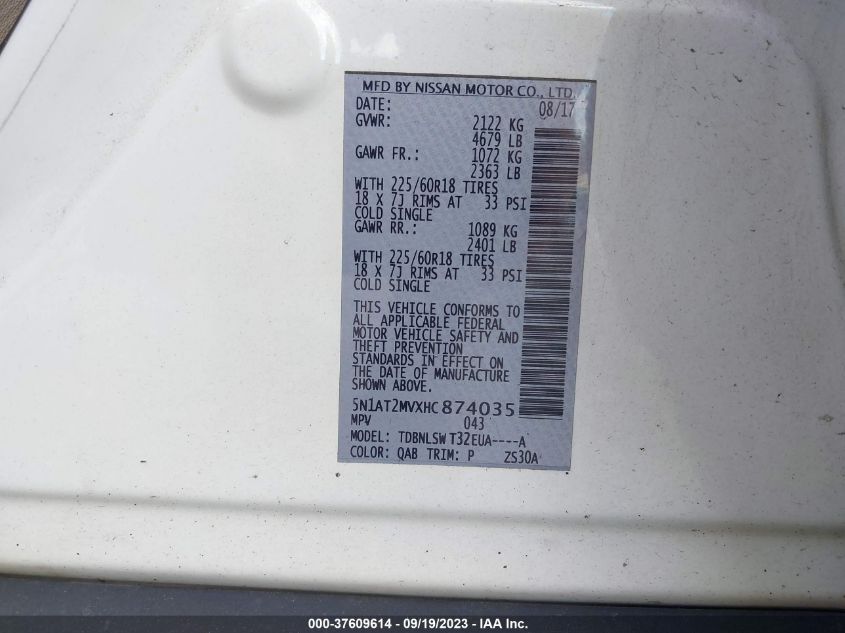 MFD BY NISSAN MOTOR CO., LTD.
DATE: 08/17
GVWR: 2122 KG
4679 LB
GAWR FR.: 1072 KG
2363 LB
WITH 225/60R18 TIRES
18 X 7J RIMS AT 33 PSI
COLD SINGLE
GAWR RR.: 1089 KG
2401 LB
WITH 225/60R18 TIRES
18 X 7J RIMS AT 33 PSI
COLD SINGLE
THIS VEHICLE CONFORMS TO
ALL APPLICABLE FEDERAL
MOTOR VEHICLE SAFETY AND
THEFT PREVENTION
STANDARDS IN EFFECT ON
THE DATE OF MANUFACTURE
SHOWN ABOVE.
5N1AT2MVXHC874035
MPV 043
MODEL: TDBNLSW T32EUA----A
COLOR: QAB TRIM: P ZS30A
000-37609614 - 09/19/2023 - IAA Inc.